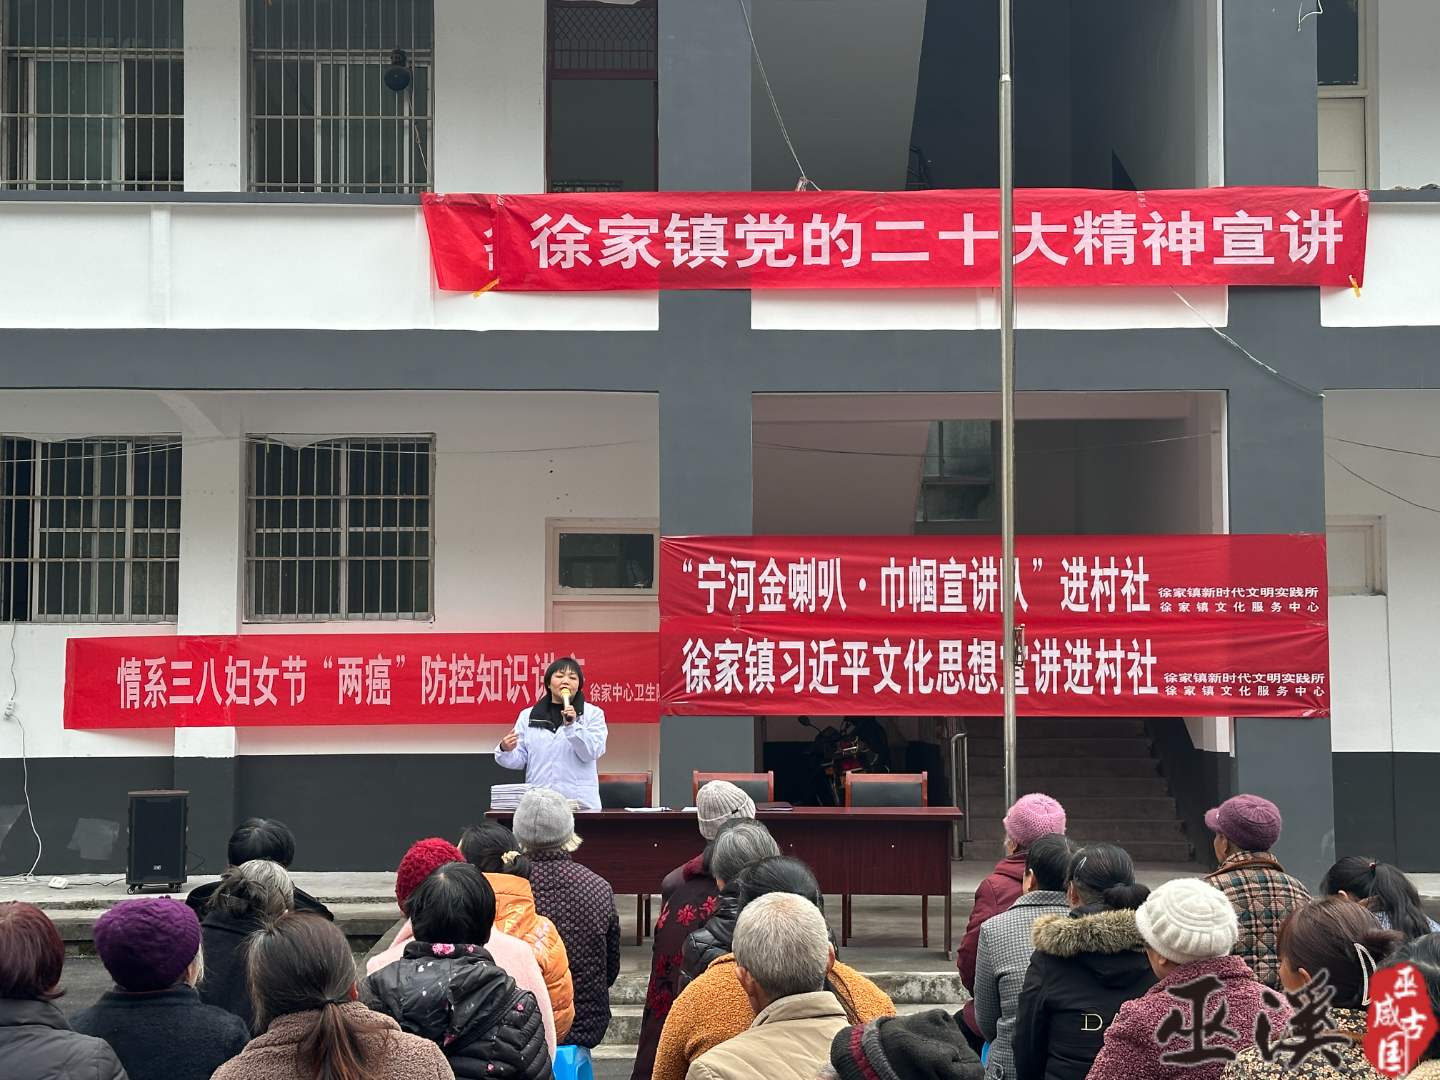 徐家镇党的二十大精神宣讲
“宁河金喇叭·巾帼宣讲队”进村社
徐家镇新时代文明实践所
徐家镇文化服务中心
徐家镇习近平文化思想宣讲进村社
徐家镇新时代文明实践所
徐家镇文化服务中心
情系三八妇女节“两癌”防控知识讲
徐家中心卫生
巫溪
巫咸古国